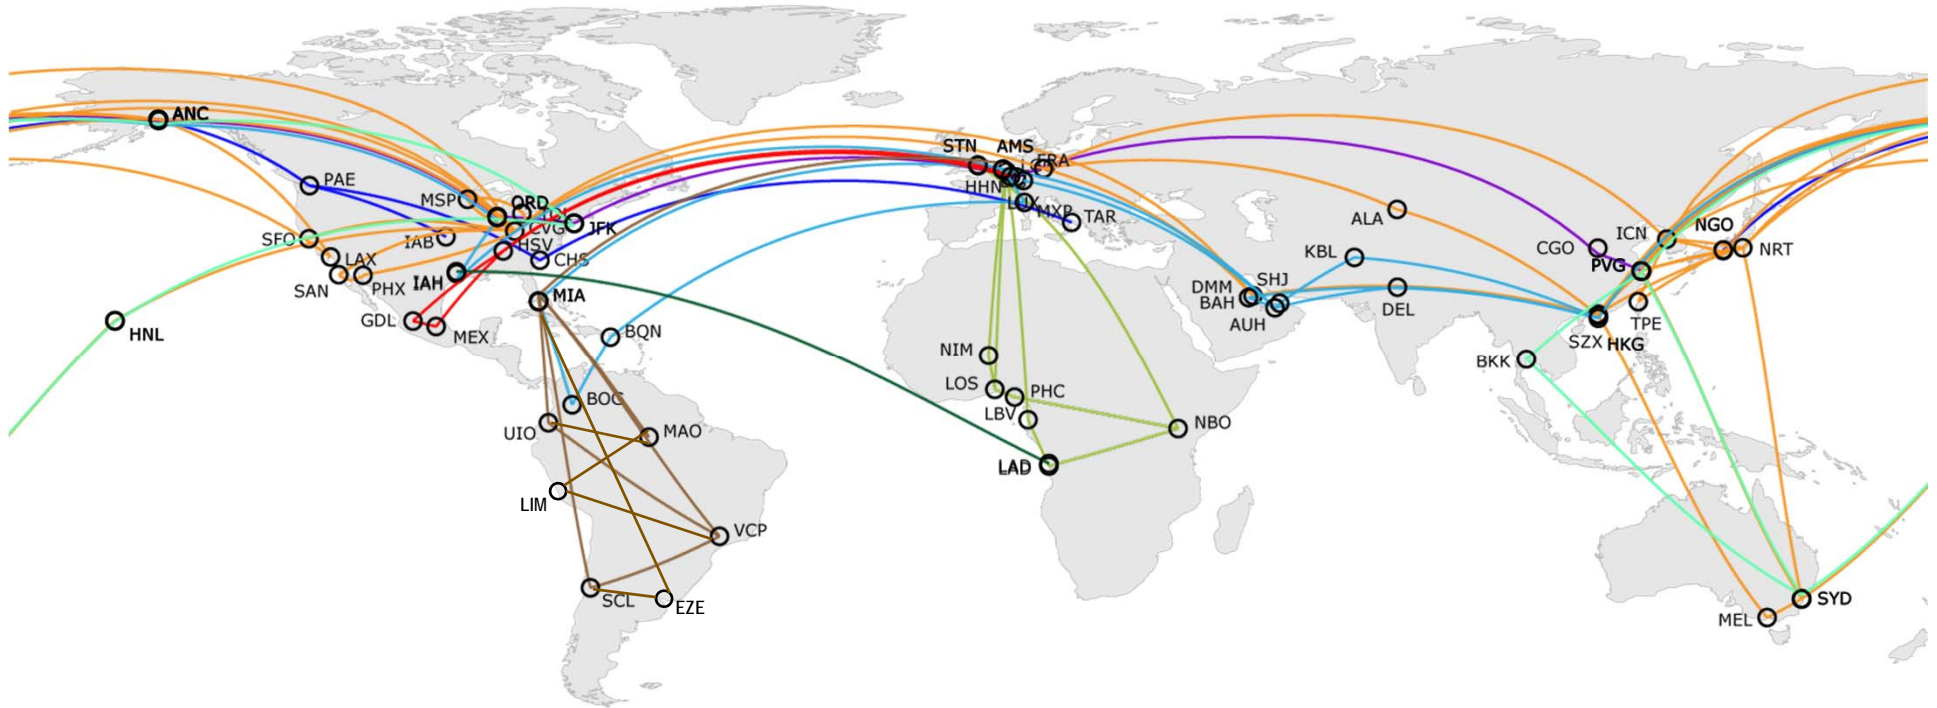 ANC
STN
AMS
FRA
PAE
HHN
MSP
ORD
MXP
TAR
CVG
JFK
ALA
SFO
IAB
HSV
ICN
NGO
CGO
NRT
LAX
CHS
KBL
PVG
SAN
PHX
IAH
DMM
SHJ
BAH
MIA
AUH
DEL
HNL
GDL
MEX
BQN
TPE
SZX
HKG
NIM
BKK
LOS
PHC
BOG
LBV
UIO
MAO
NBO
LAD
LIM
VCP
SCL
EZE
SYD
MEL